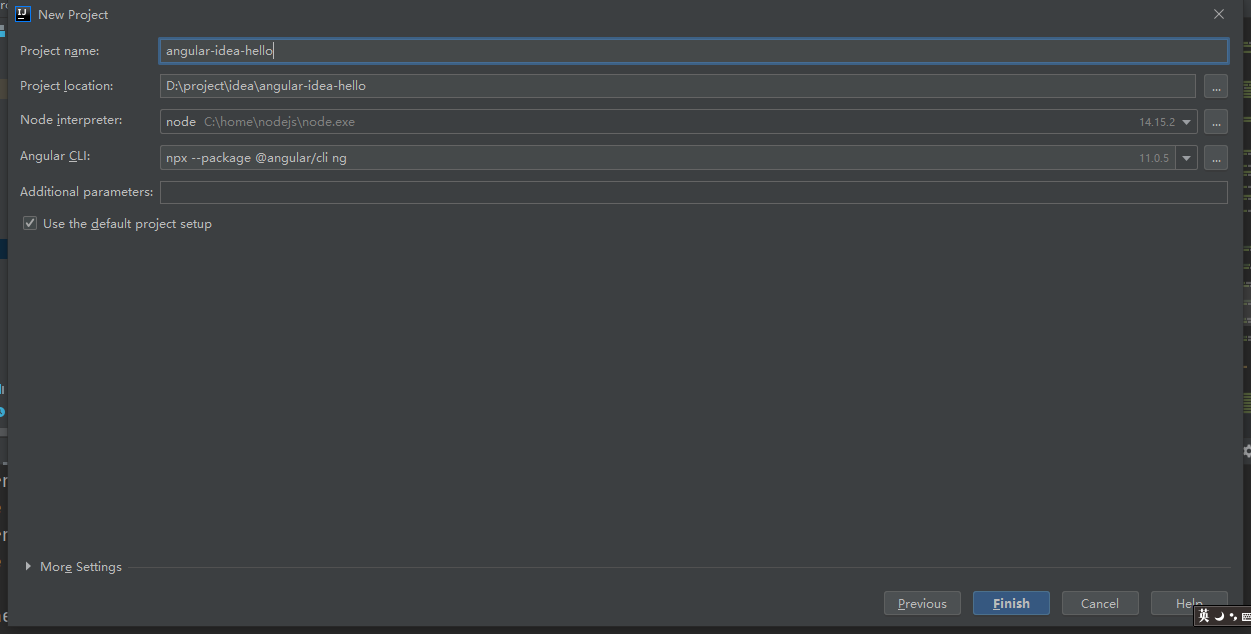 New Project
Project name: angular-idea-hello
Project location: D:\project\idea\angular-idea-hello ...
Node interpreter: node C:\home\nodejs\node.exe 14.15.2 ...
Angular CLI: npx --package @angular/cli ng 11.0.5 ...
Additional parameters:
Use the default project setup
More Settings
Previous Finish Cancel Help
英